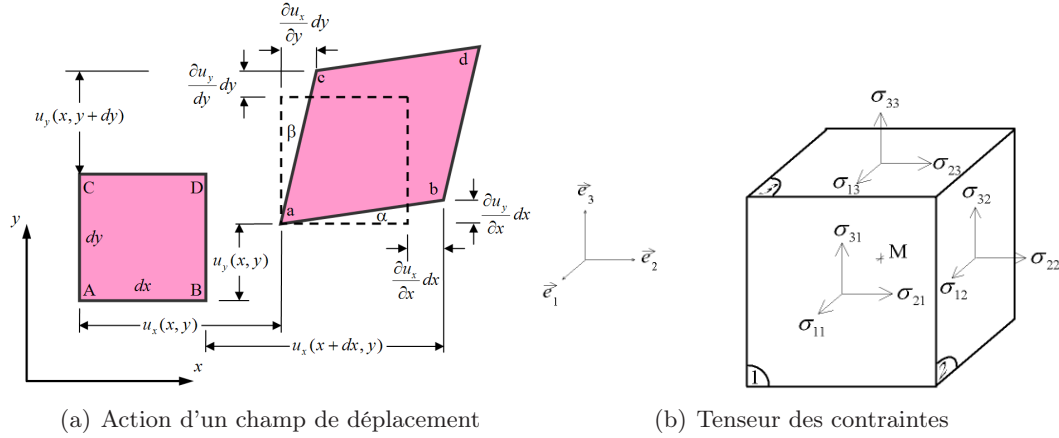 ∂u_x/∂y dy
∂u_y/dy dy
u_y(x, y+dy)
c
d
β
C
D
a
b
α
∂u_y/∂x dx
y
dy
u_y(x, y)
dx
A
B
∂u_x/∂x dx
u_x(x, y)
x
u_x(x+dx, y)
e_3
e_2
e_1
σ_33
σ_23
σ_13
σ_32
σ_31
M
σ_22
σ_12
σ_21
σ_11
1
2
(a) Action d'un champ de déplacement
(b) Tenseur des contraintes